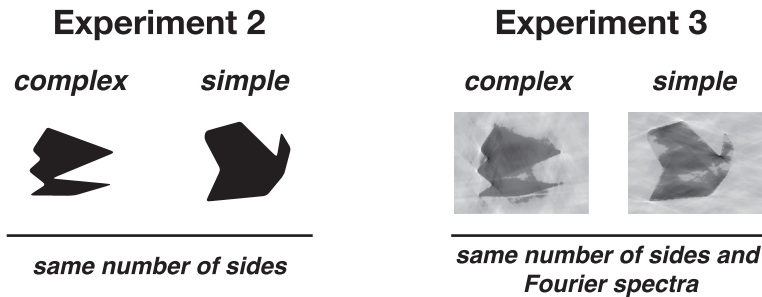 Experiment 2
complex simple
same number of sides
Experiment 3
complex simple
same number of sides and
Fourier spectra